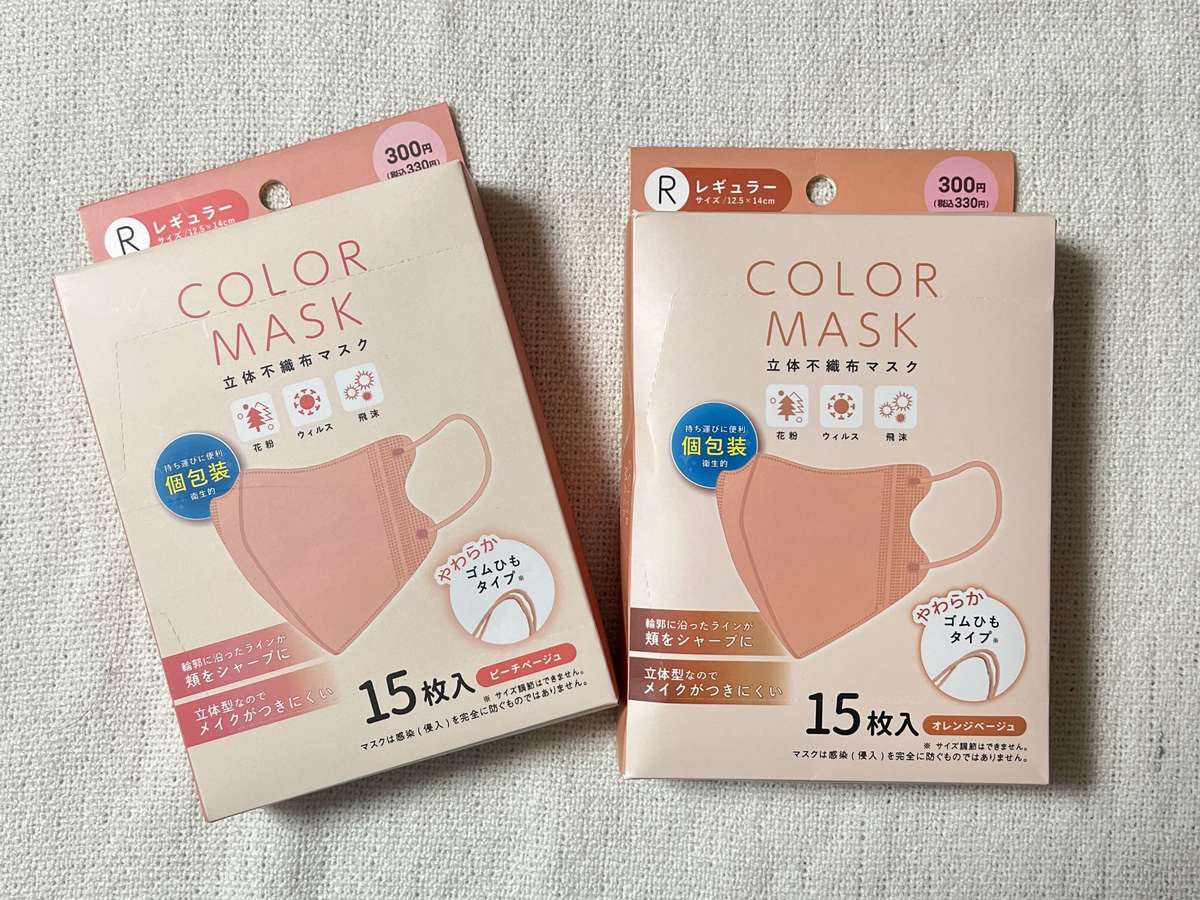 R
レギュラー
サイズ/12.5×14cm
300円
(税込330円)
COLOR
MASK
立体不織布マスク
花粉
ウィルス
飛沫
持ち運びに便利
個包装
衛生的
やわらか
ゴムひも
タイプ※
輪郭に沿ったラインが
頬をシャープに
立体型なので
メイクがつきにくい
15枚入
ピーチベージュ
※ サイズ調節はできません。
マスクは感染(侵入)を完全に防ぐものではありません。
R
レギュラー
サイズ/12.5×14cm
300円
(税込330円)
COLOR
MASK
立体不織布マスク
花粉
ウィルス
飛沫
持ち運びに便利
個包装
衛生的
やわらか
ゴムひも
タイプ※
輪郭に沿ったラインが
頬をシャープに
立体型なので
メイクがつきにくい
15枚入
オレンジベージュ
※ サイズ調節はできません。
マスクは感染(侵入)を完全に防ぐものではありません。